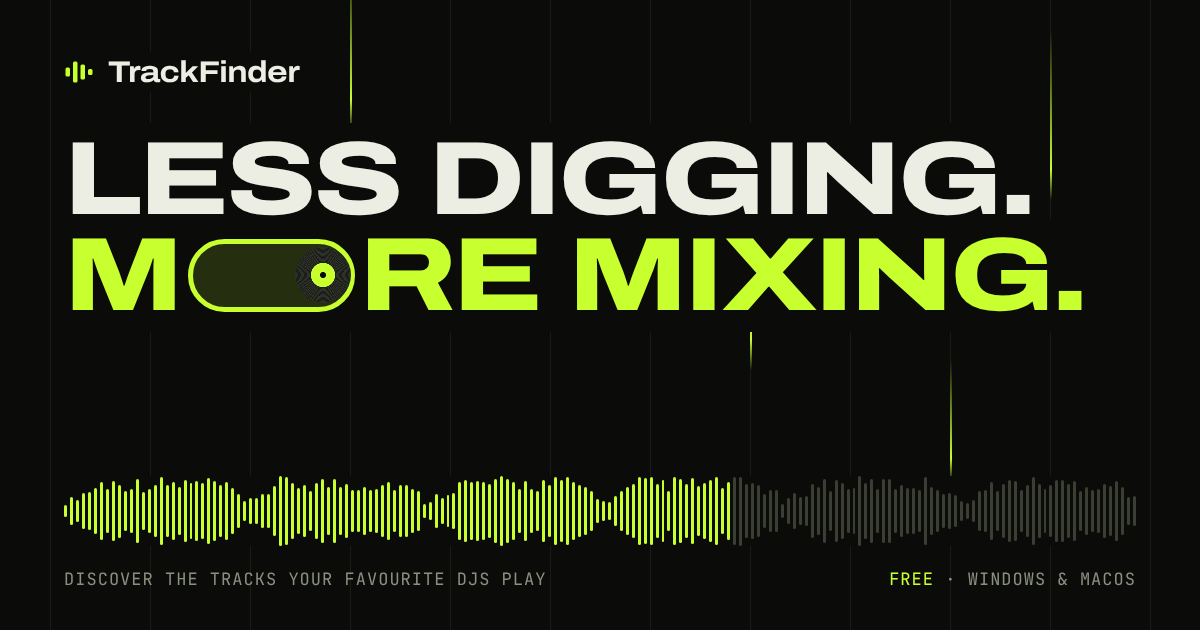 TrackFinder
LESS DIGGING.
MORE MIXING.
DISCOVER THE TRACKS YOUR FAVOURITE DJS PLAY
FREE · WINDOWS & MACOS